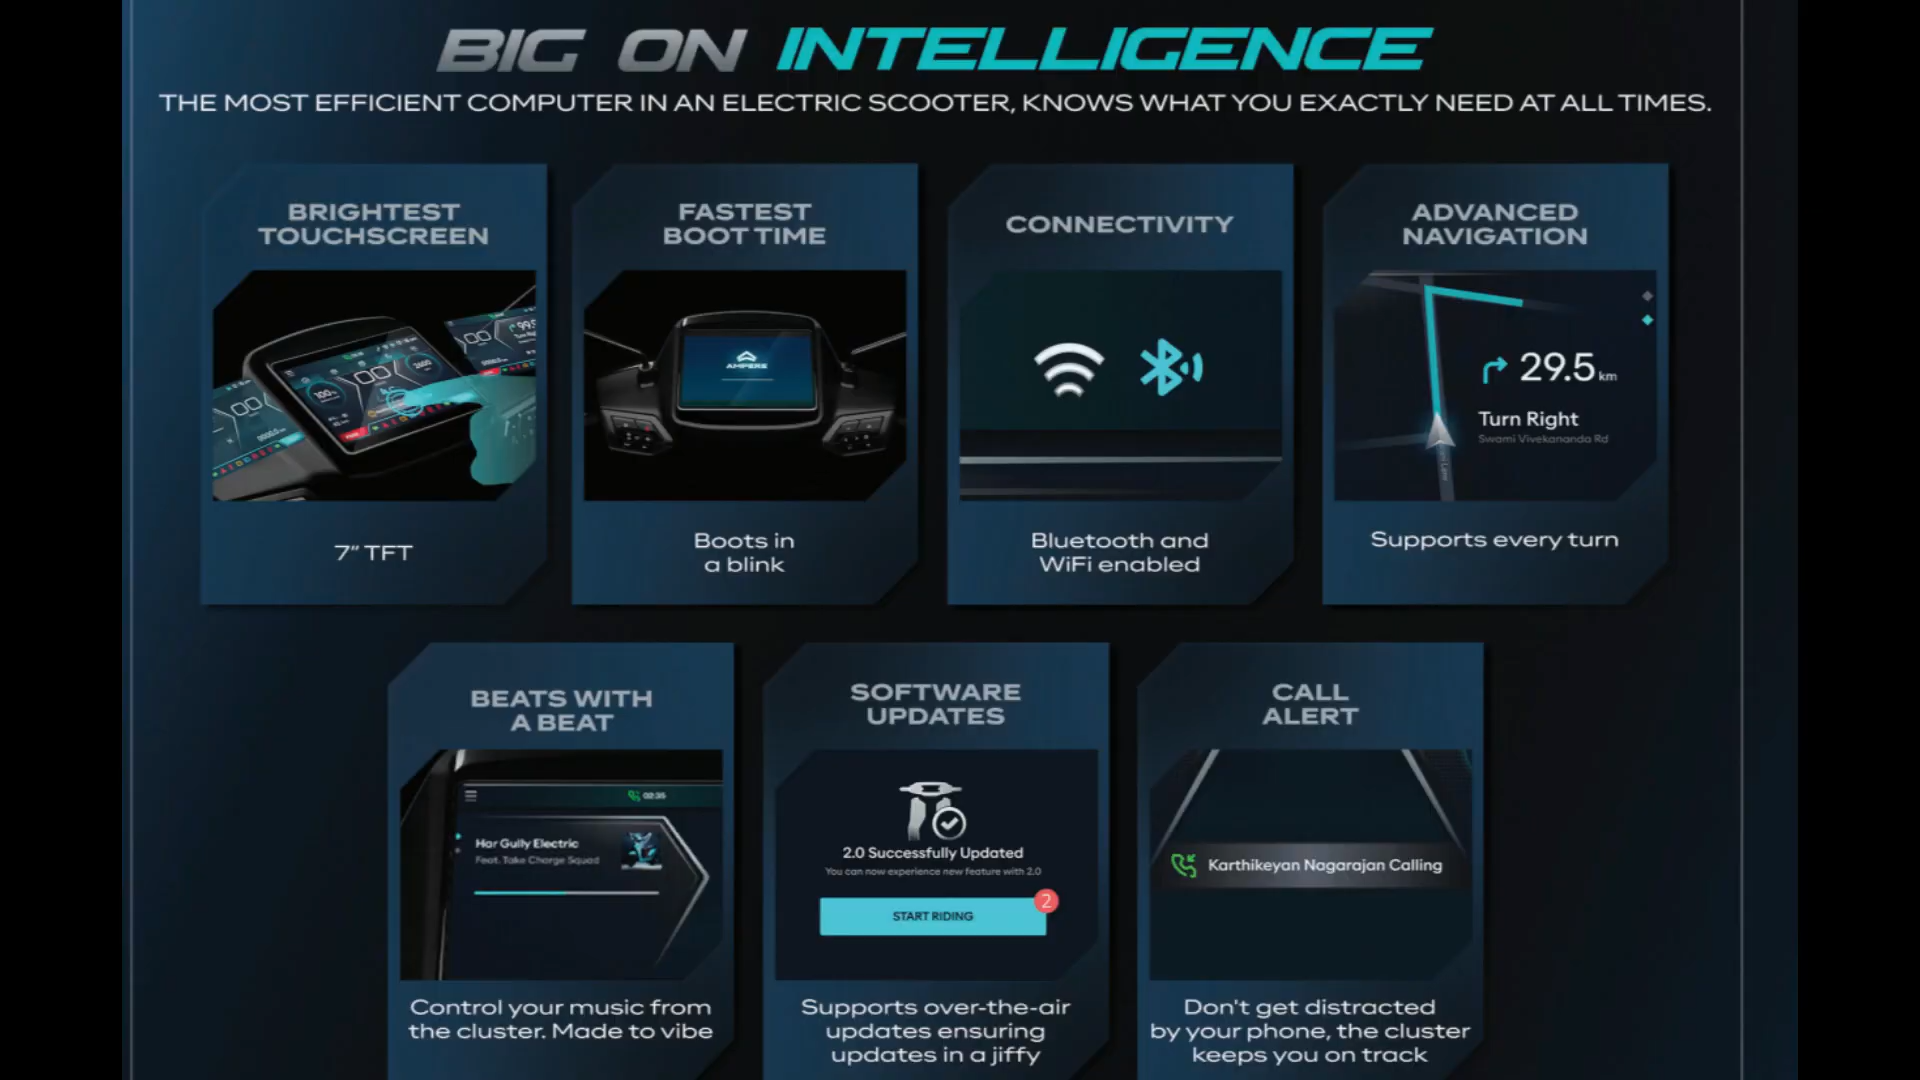 BIG ON INTELLIGENCE
THE MOST EFFICIENT COMPUTER IN AN ELECTRIC SCOOTER, KNOWS WHAT YOU EXACTLY NEED AT ALL TIMES.
BRIGHTEST
TOUCHSCREEN
7" TFT
FASTEST
BOOT TIME
AMPERE
Boots in
a blink
CONNECTIVITY
Bluetooth and
WiFi enabled
ADVANCED
NAVIGATION
29.5 km
Turn Right
Swami Vivekananda Rd
Supports every turn
BEATS WITH
A BEAT
02:35
Har Gully Electric
Feat. Take Charge Squad
Control your music from
the cluster. Made to vibe
SOFTWARE
UPDATES
2.0 Successfully Updated
You can now experience new feature with 2.0
2
START RIDING
Supports over-the-air
updates ensuring
updates in a jiffy
CALL
ALERT
Karthikeyan Nagarajan Calling
Don't get distracted
by your phone, the cluster
keeps you on track